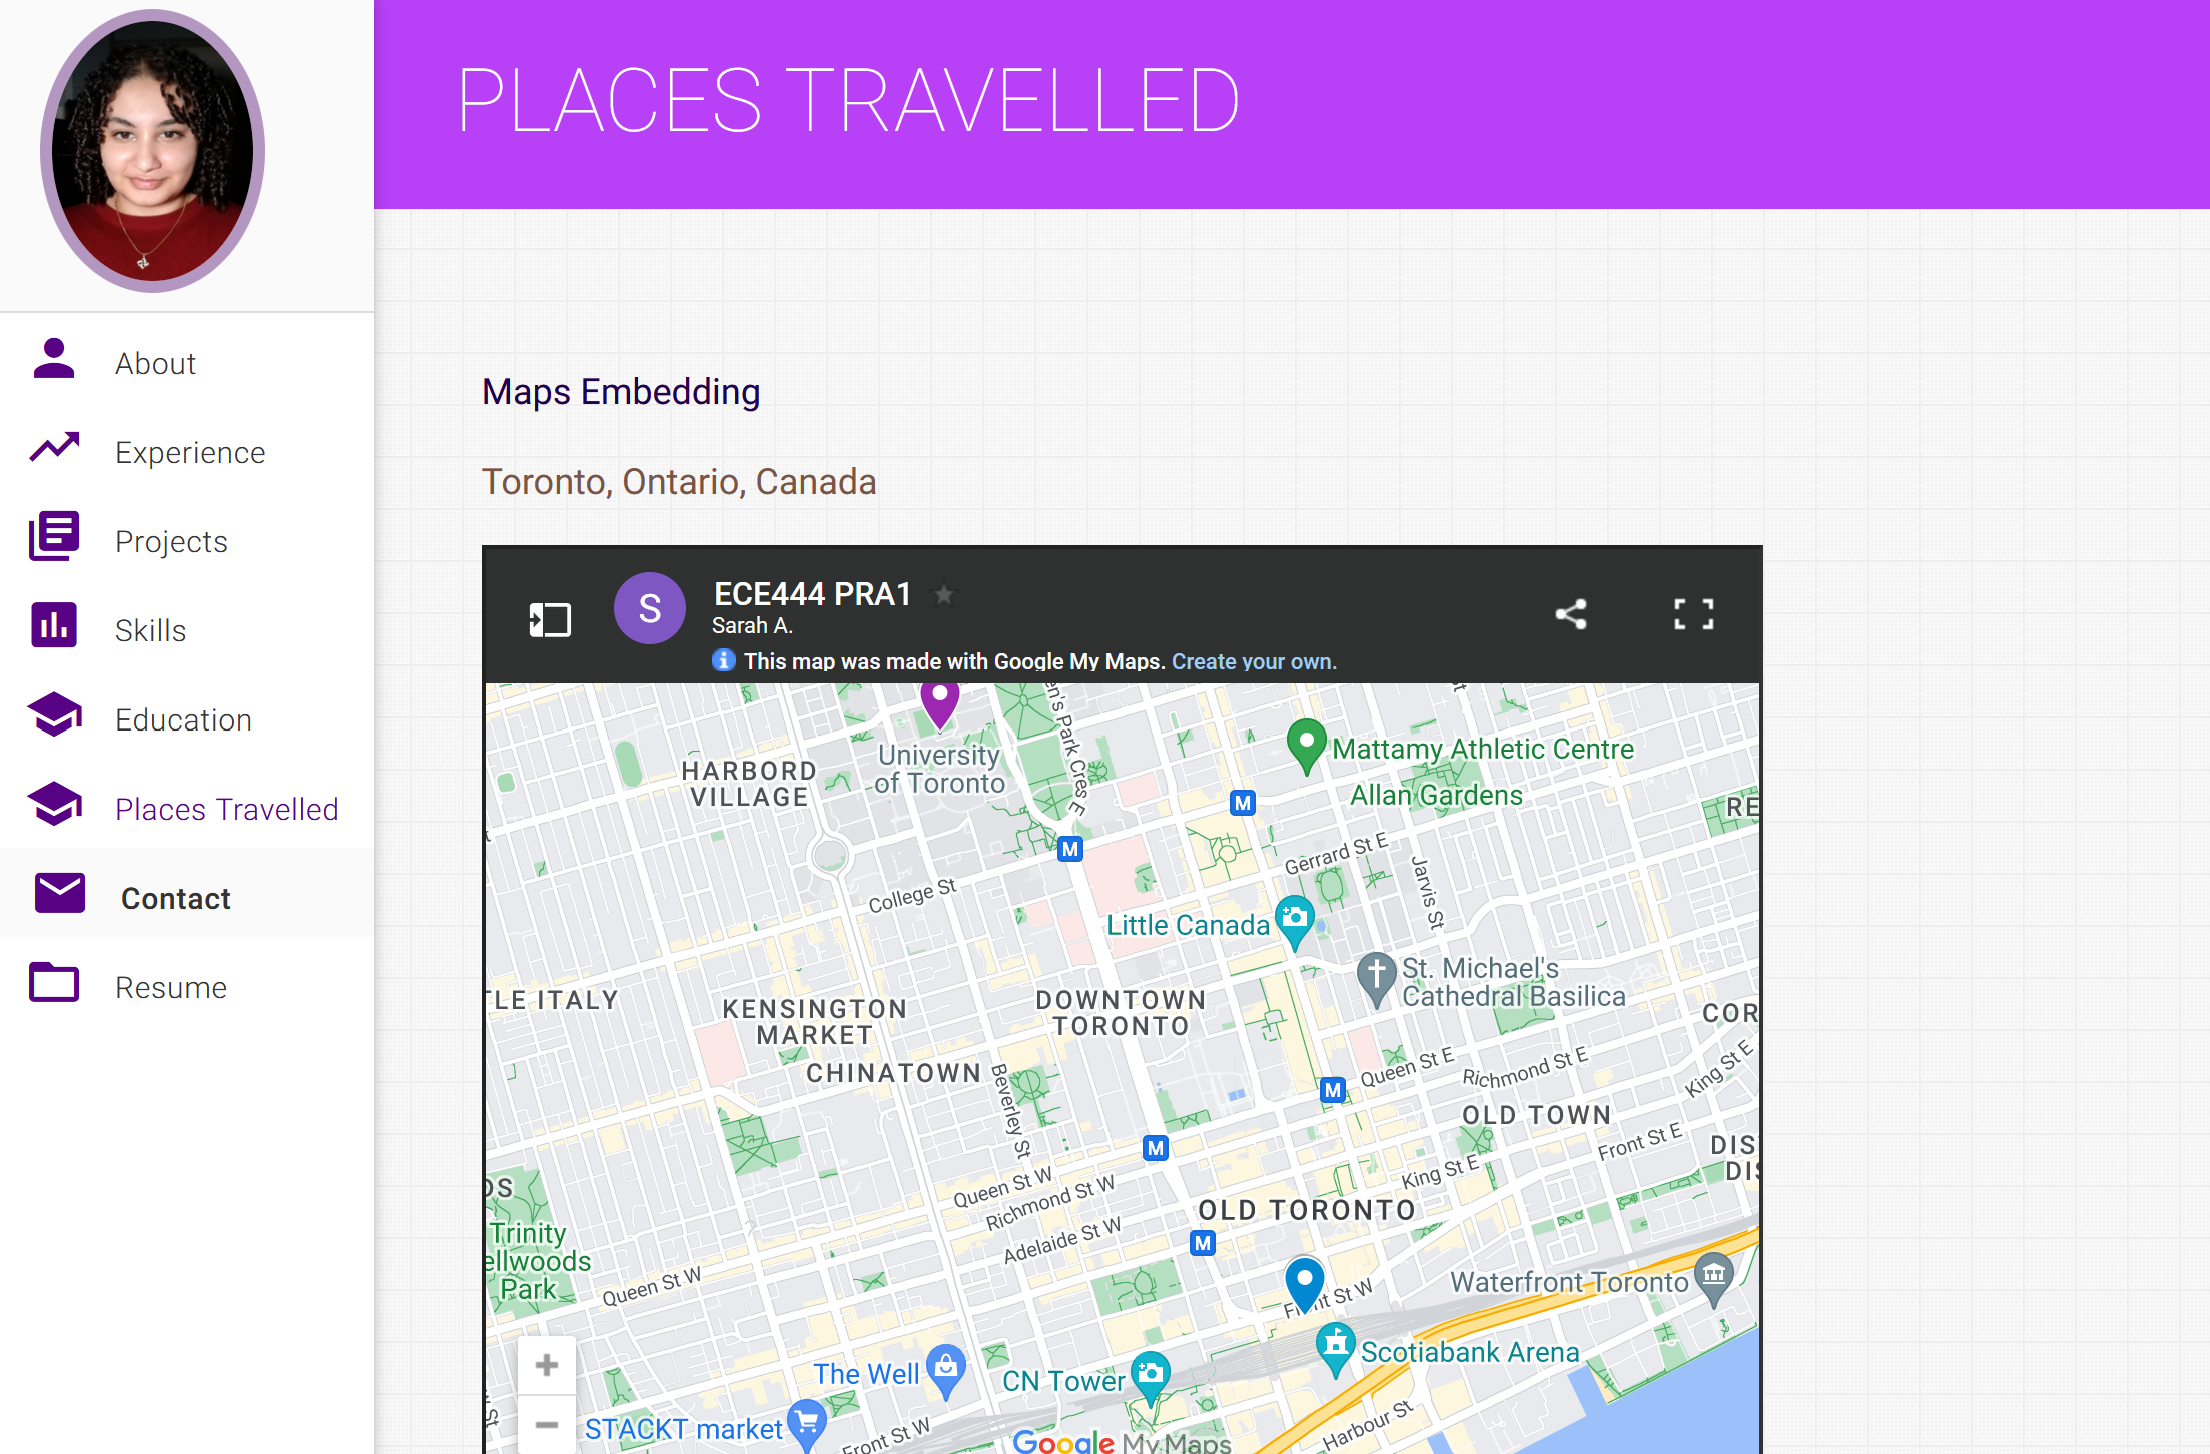 PLACES TRAVELLED
About
Experience
Projects
Skills
Education
Places Travelled
Contact
Resume
Maps Embedding
Toronto, Ontario, Canada
S
ECE444 PRA1
Sarah A.
This map was made with Google My Maps. Create your own.
University
of Toronto
en's Park Cres E
HARBORD
VILLAGE
Mattamy Athletic Centre
Allan Gardens
RE
M
M
Gerrard St E
Jarvis St
College St
Little Canada
St. Michael's
Cathedral Basilica
TLE ITALY
KENSINGTON
MARKET
DOWNTOWN
TORONTO
COR
CHINATOWN
Beverley St
Queen St E
Richmond St E
King St E
M
OLD TOWN
M
Front St E
DIS
DIS
King St E
Queen St W
Richmond St W
Adelaide St W
OLD TORONTO
M
Trinity
ellwoods
Park
Queen St W
Front St W
Waterfront Toronto
Scotiabank Arena
The Well
CN Tower
STACKT market
Front St W
Harbour St
Google My Maps